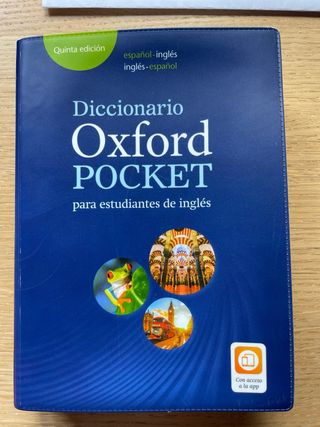 Quinta edición
español-inglés
inglés-español
Diccionario
Oxford
POCKET
para estudiantes de inglés
Con acceso
a la app